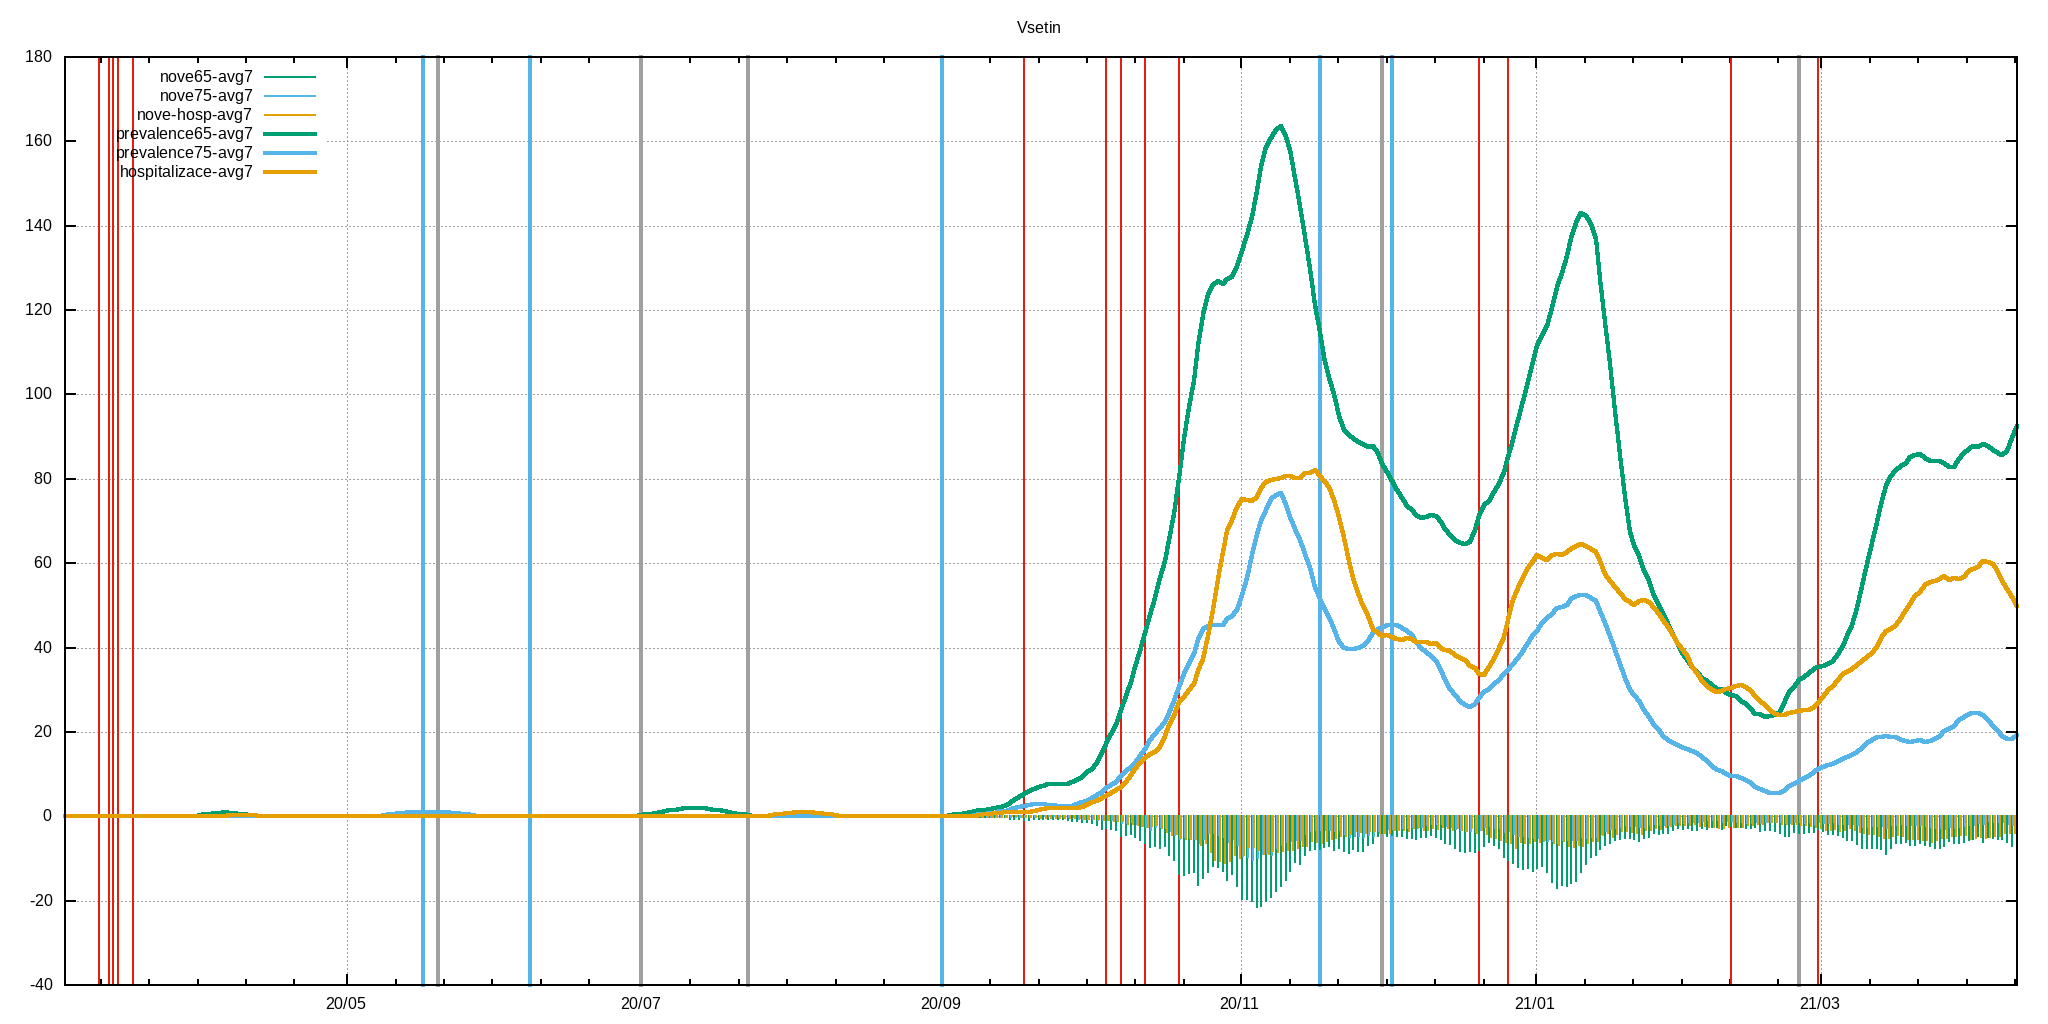 Vsetin
180
160
140
120
100
80
60
40
20
0
-20
-40
nove65-avg7
nove75-avg7
nove-hosp-avg7
prevalence65-avg7
prevalence75-avg7
hospitalizace-avg7
20/05 20/07 20/09 20/11 21/01 21/03